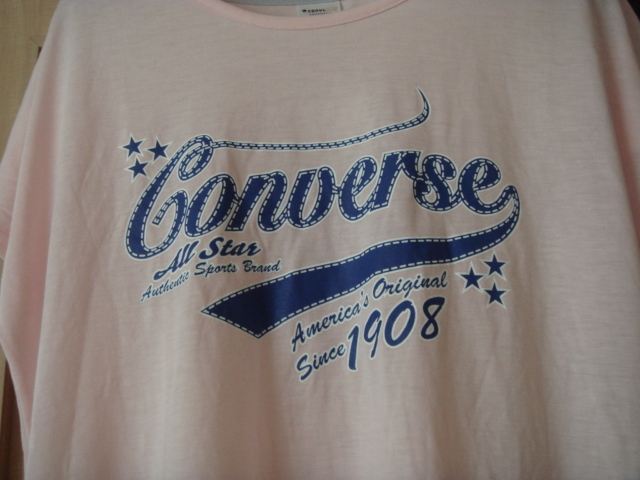 Converse
All Star
Authentic Sports Brand
America's Original
Since 1908